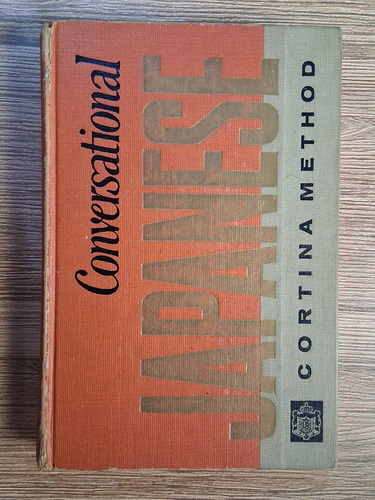 Conversational
JAPANESE
CORTINA METHOD